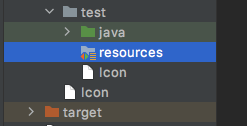 test
java
resources
Icon
Icon
target